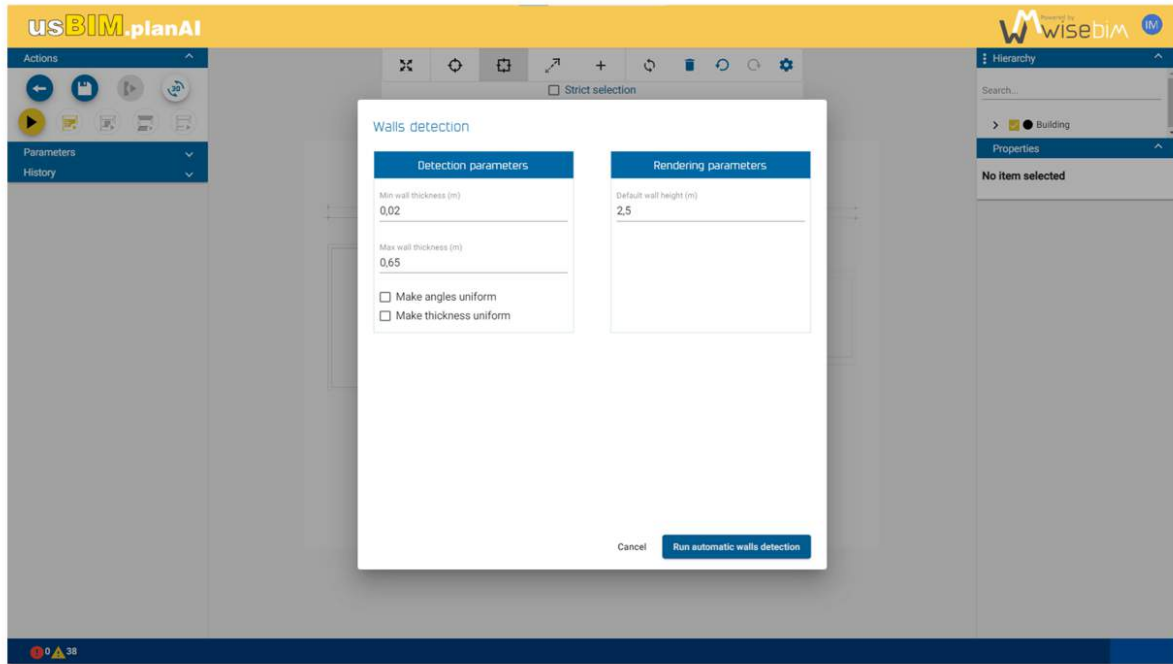 usBIM.planAI
Powered by
wisebim
IM
Actions
Hierarchy
Strict selection
Search...
3D
Building
Parameters
Properties
History
No item selected
Walls detection
Detection parameters
Rendering parameters
Min wall thickness (m)
Default wall height (m)
0,02
2,5
Max wall thickness (m)
0,65
Make angles uniform
Make thickness uniform
Cancel
Run automatic walls detection
0 38